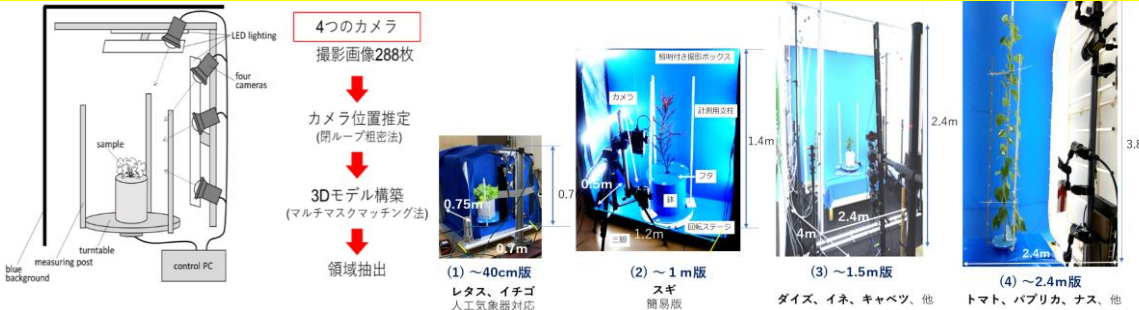 LED lighting
four
cameras
sample
turntable
measuring post
blue
background
control PC
4つのカメラ
撮影画像288枚
カメラ位置推定
(閉ループ粗密法)
3Dモデル構築
(マルチマスクマッチング法)
領域抽出
0.75m
0.7m
0.7
(1) ～40cm版
レタス、イチゴ
人工気象器対応
照明付き撮影ボックス
カメラ
計測用支柱
1.4m
フタ
0.5m
鉢
回転ステージ
1.2m
三脚
(2) ～１ｍ版
スギ
簡易版
2.4m
2.4m
4m
(3) ～1.5m版
ダイズ、イネ、キャベツ、他
3.8
2.4m
(4) ～2.4m版
トマト、パプリカ、ナス、他